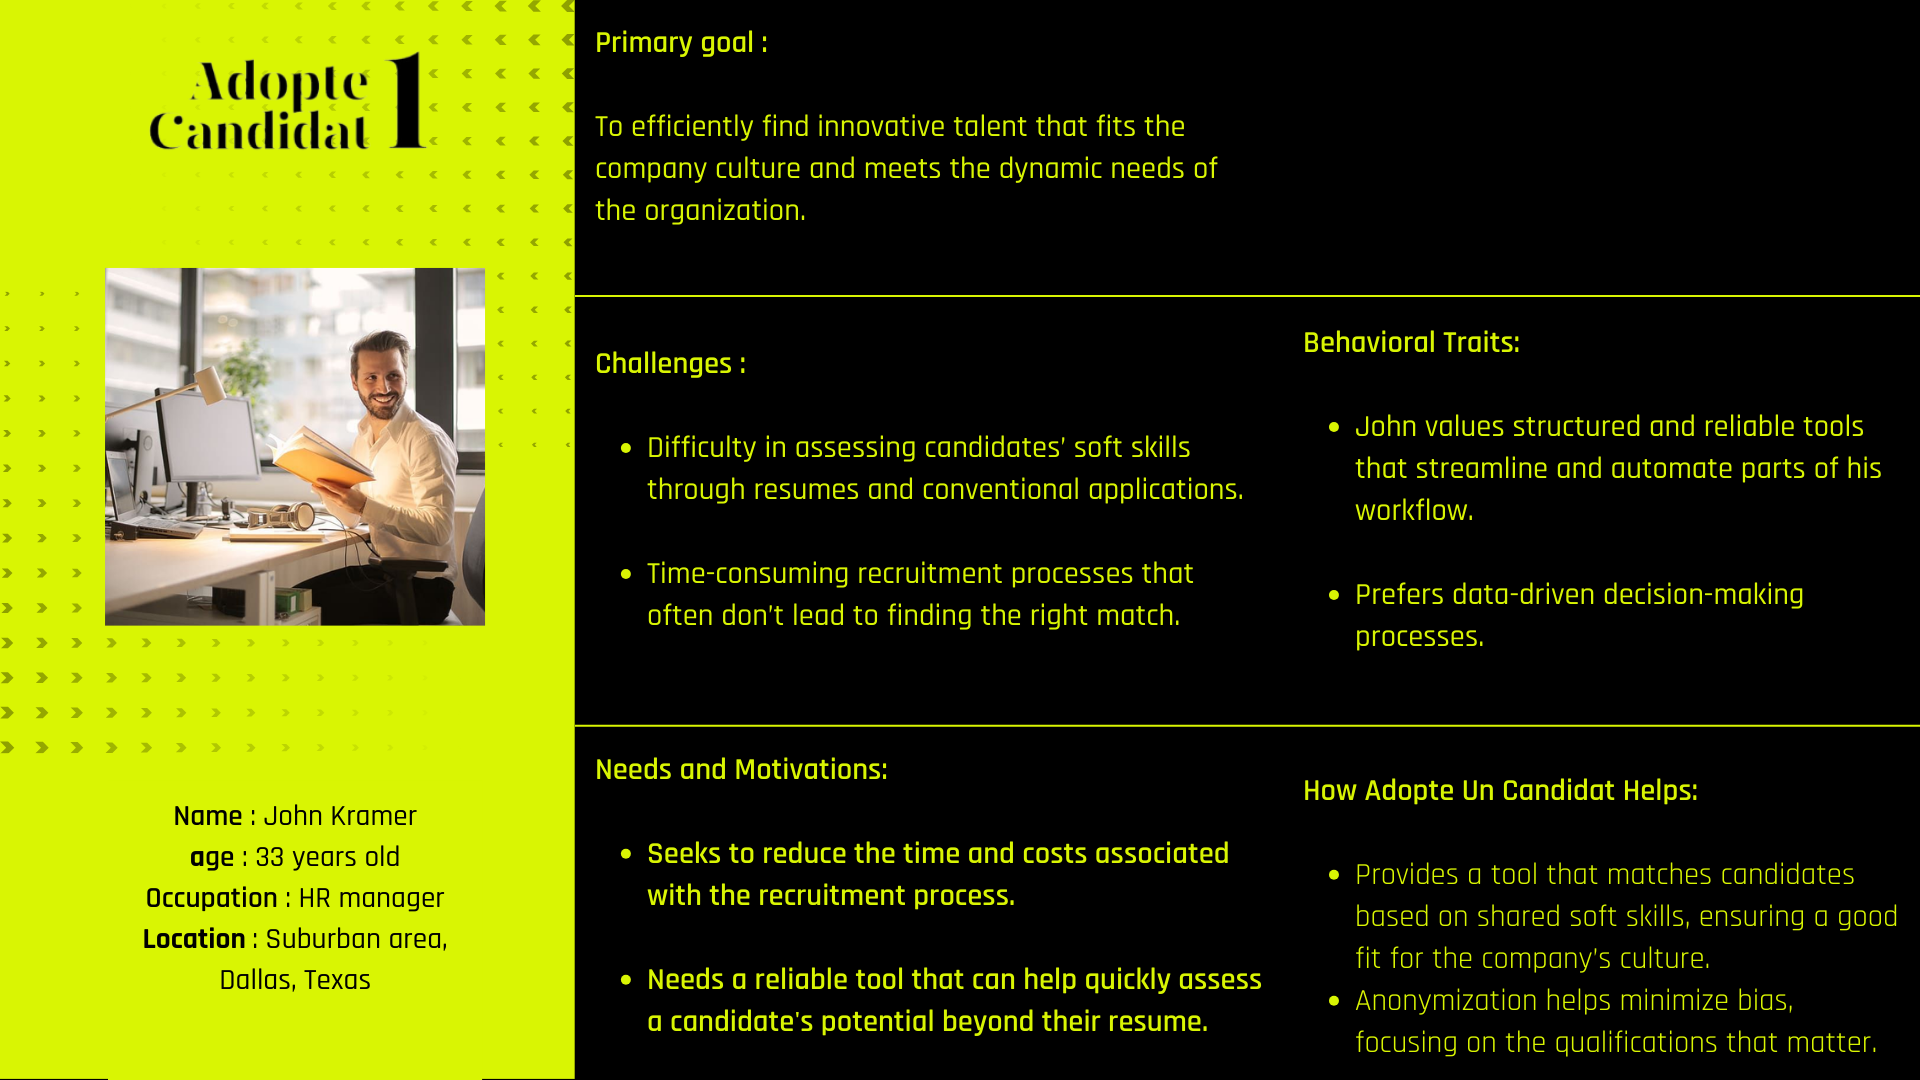 Adopte
Candidat 1
Name : John Kramer
age : 33 years old
Occupation : HR manager
Location : Suburban area,
Dallas, Texas
Primary goal :
To efficiently find innovative talent that fits the
company culture and meets the dynamic needs of
the organization.
Challenges :
• Difficulty in assessing candidates’ soft skills
through resumes and conventional applications.
• Time-consuming recruitment processes that
often don’t lead to finding the right match.
Behavioral Traits:
• John values structured and reliable tools
that streamline and automate parts of his
workflow.
• Prefers data-driven decision-making
processes.
Needs and Motivations:
• Seeks to reduce the time and costs associated
with the recruitment process.
• Needs a reliable tool that can help quickly assess
a candidate's potential beyond their resume.
How Adopte Un Candidat Helps:
• Provides a tool that matches candidates
based on shared soft skills, ensuring a good
fit for the company’s culture.
• Anonymization helps minimize bias,
focusing on the qualifications that matter.